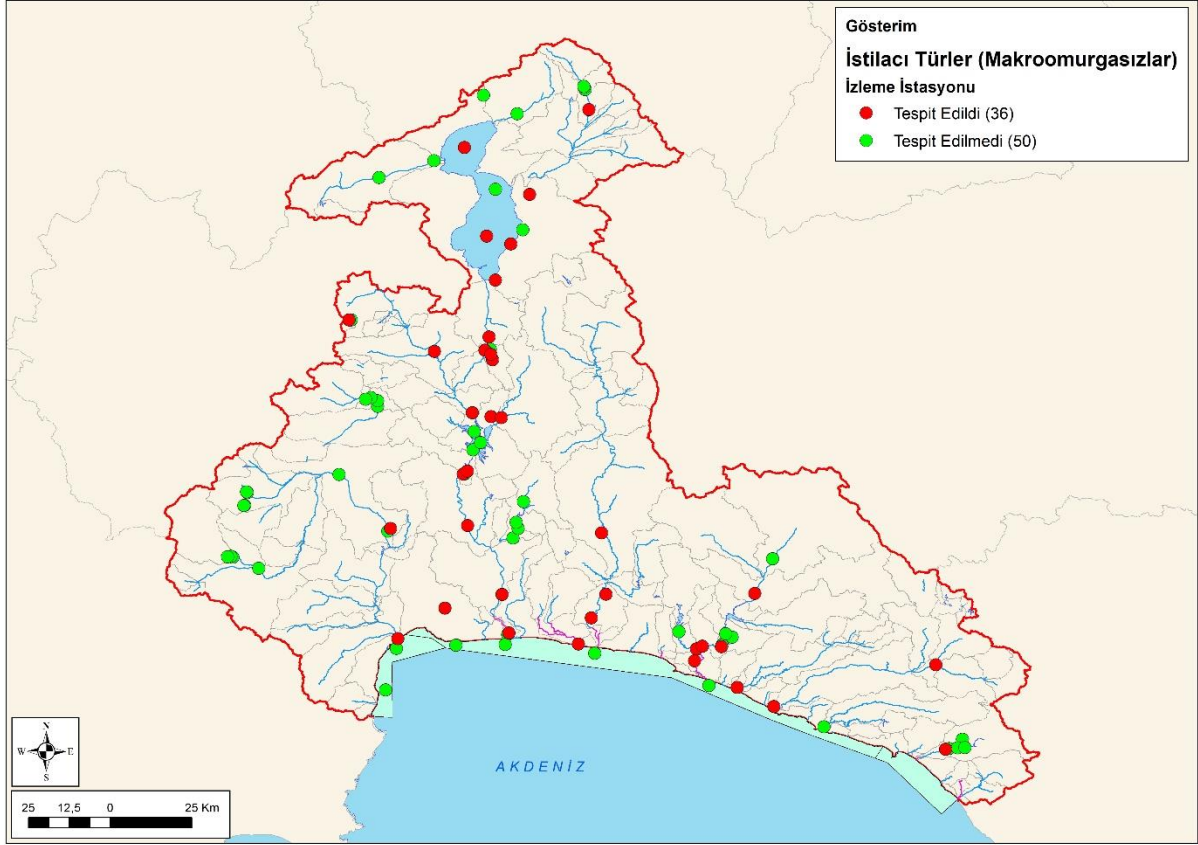 Gösterim
İstilacı Türler (Makroomurgasızlar)
İzleme İstasyonu
Tespit Edildi (36)
Tespit Edilmedi (50)
AKDENİZ
N
W E
S
25 12,5 0 25 Km